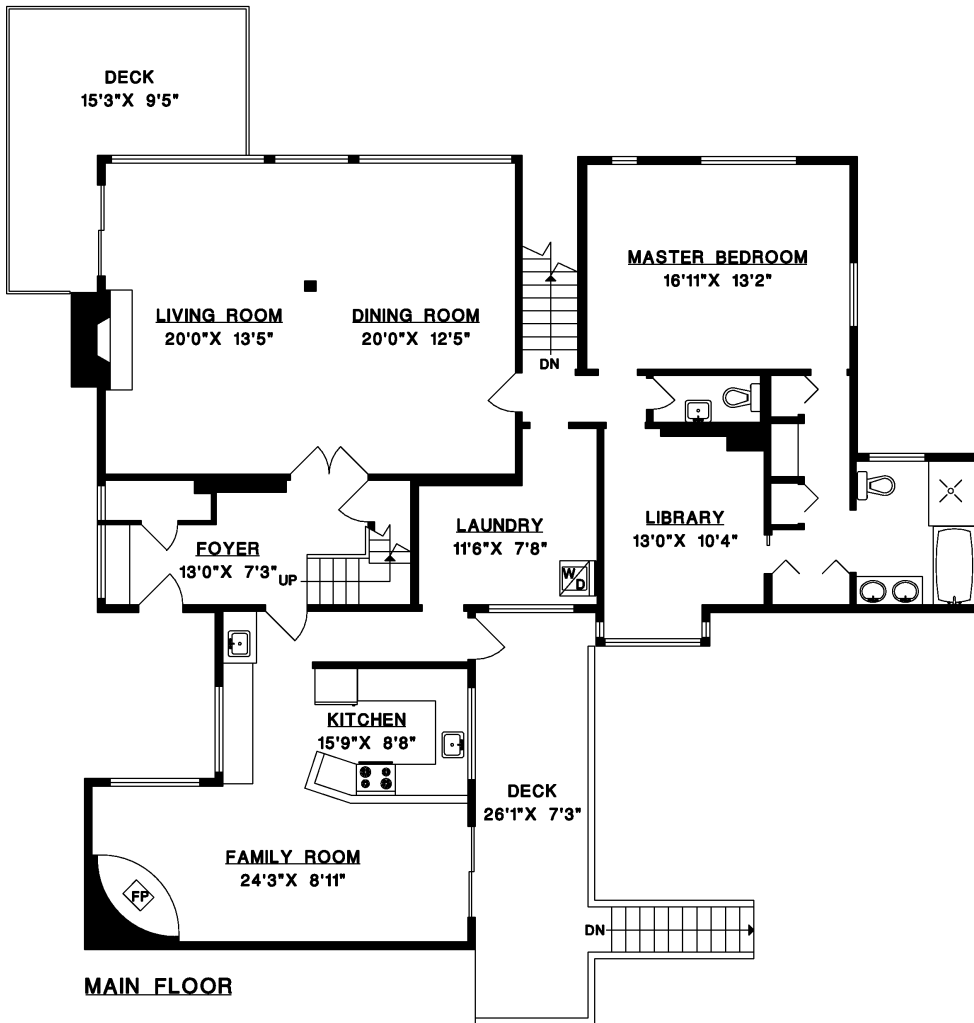 DECK
15'3"X 9'5"
MASTER BEDROOM
16'11"X 13'2"
LIVING ROOM
20'0"X 13'5"
DINING ROOM
20'0"X 12'5"
DN
LAUNDRY
11'6"X 7'8"
LIBRARY
13'0"X 10'4"
FOYER
13'0"X 7'3"
UP
W
D
KITCHEN
15'9"X 8'8"
DECK
26'1"X 7'3"
FAMILY ROOM
24'3"X 8'11"
FP
DN
MAIN FLOOR